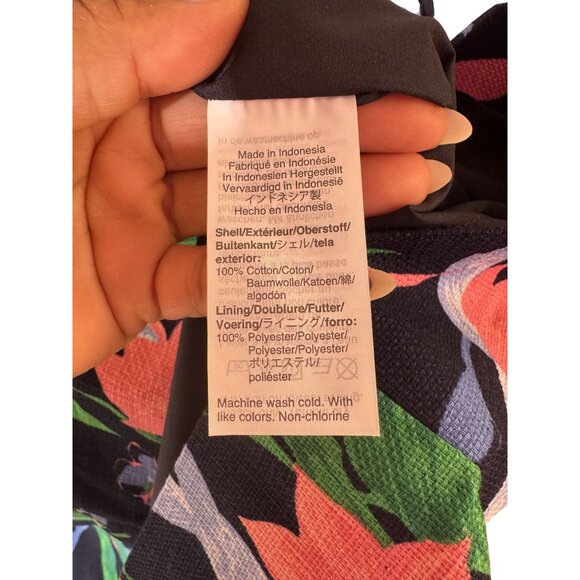 Made in Indonesia
Fabriqué en Indonésie
In Indonesien Hergestellt
Vervaardigd in Indonesië
インドネシア製
Hecho en Indonesia
Shell/Extérieur/Oberstoff/
Buitenkant/シェル/tela
exterior:
100% Cotton/Coton/
Baumwolle/Katoen/綿/
algodón
Lining/Doublure/Futter/
Voering/ライニング/forro:
100% Polyester/Polyester/
Polyester/Polyester/
ポリエステル/
poliéster
Machine wash cold. With
like colors. Non-chlorine